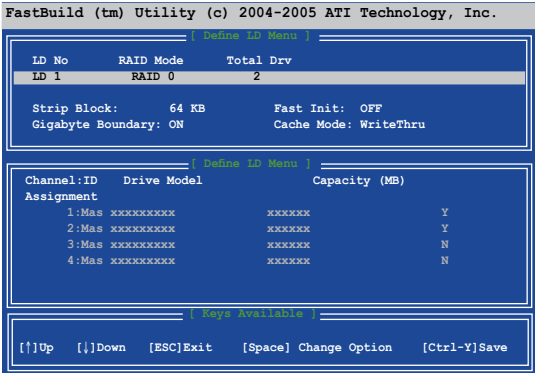 FastBuild (tm) Utility (c) 2004-2005 ATI Technology, Inc.
[ Define LD Menu ]
LD No RAID Mode Total Drv
LD 1 RAID 0 2
Strip Block: 64 KB Fast Init: OFF
Gigabyte Boundary: ON Cache Mode: WriteThru
[ Define LD Menu ]
Channel:ID Drive Model Capacity (MB)
Assignment
1:Mas xxxxxxxxx xxxxxx Y
2:Mas xxxxxxxxx xxxxxx Y
3:Mas xxxxxxxxx xxxxxx N
4:Mas xxxxxxxxx xxxxxx N
[ Keys Available ]
[↑]Up [↓]Down [ESC]Exit [Space] Change Option [Ctrl-Y]Save